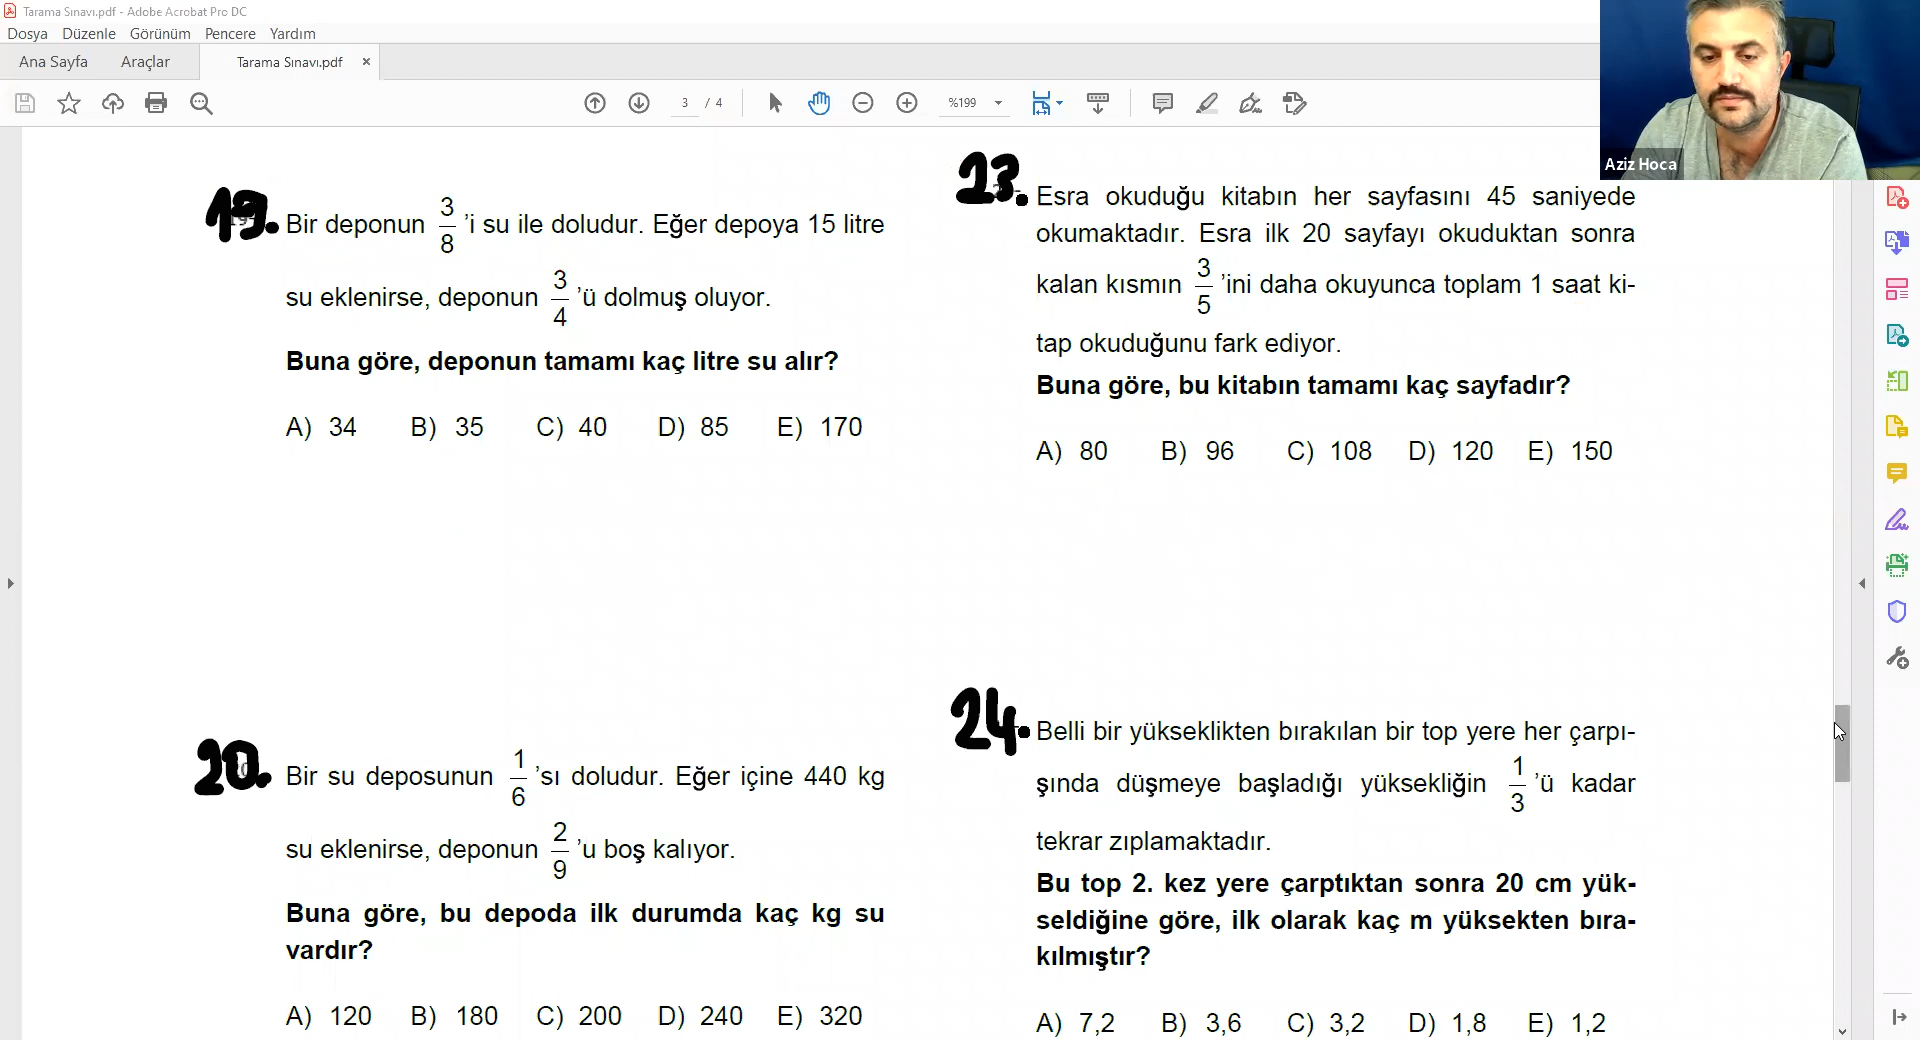 Tarama Sınavı.pdf - Adobe Acrobat Pro DC
Dosya Düzenle Görünüm Pencere Yardım
Ana Sayfa Araçlar Tarama Sınavı.pdf ×
3 / 4 %199
Aziz Hoca
19. Bir deponun 3/8 'i su ile doludur. Eğer depoya 15 litre
su eklenirse, deponun 3/4 'ü dolmuş oluyor.
Buna göre, deponun tamamı kaç litre su alır?
A) 34 B) 35 C) 40 D) 85 E) 170
20. Bir su deposunun 1/6 'sı doludur. Eğer içine 440 kg
su eklenirse, deponun 2/9 'u boş kalıyor.
Buna göre, bu depoda ilk durumda kaç kg su
vardır?
A) 120 B) 180 C) 200 D) 240 E) 320
23. Esra okuduğu kitabın her sayfasını 45 saniyede
okumaktadır. Esra ilk 20 sayfayı okuduktan sonra
kalan kısmın 3/5 'ini daha okuyunca toplam 1 saat ki-
tap okuduğunu fark ediyor.
Buna göre, bu kitabın tamamı kaç sayfadır?
A) 80 B) 96 C) 108 D) 120 E) 150
24. Belli bir yükseklikten bırakılan bir top yere her çarpı-
şında düşmeye başladığı yüksekliğin 1/3 'ü kadar
tekrar zıplamaktadır.
Bu top 2. kez yere çarptıktan sonra 20 cm yük-
seldiğine göre, ilk olarak kaç m yüksekten bıra-
kılmıştır?
A) 7,2 B) 3,6 C) 3,2 D) 1,8 E) 1,2